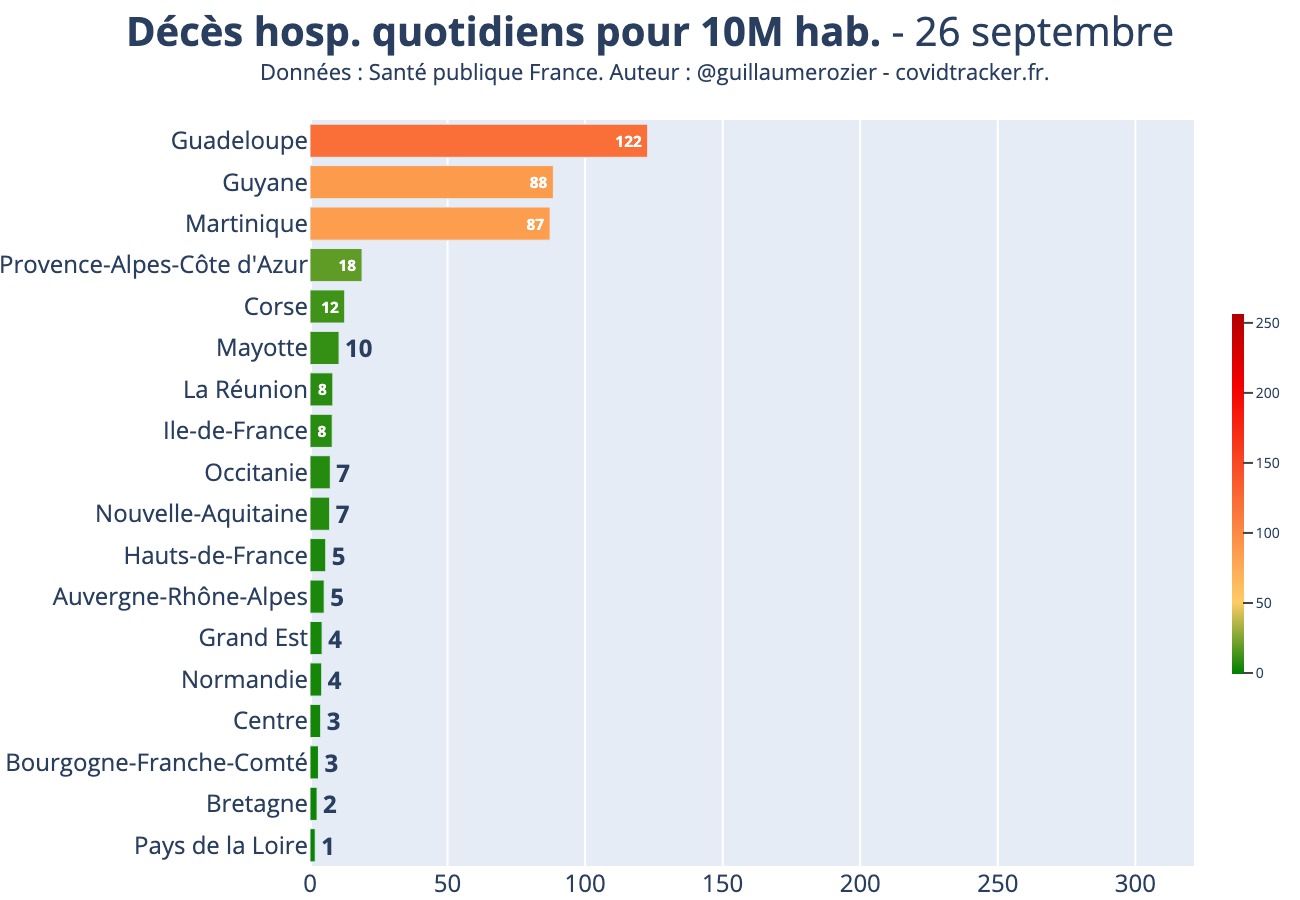 Décès hosp. quotidiens pour 10M hab. - 26 septembre
Données : Santé publique France. Auteur : @guillaumerozier - covidtracker.fr.
Guadeloupe 122
Guyane 88
Martinique 87
Provence-Alpes-Côte d'Azur 18
Corse 12
Mayotte 10
La Réunion 8
Ile-de-France 8
Occitanie 7
Nouvelle-Aquitaine 7
Hauts-de-France 5
Auvergne-Rhône-Alpes 5
Grand Est 4
Normandie 4
Centre 3
Bourgogne-Franche-Comté 3
Bretagne 2
Pays de la Loire 1
0 50 100 150 200 250 300
250
200
150
100
50
0